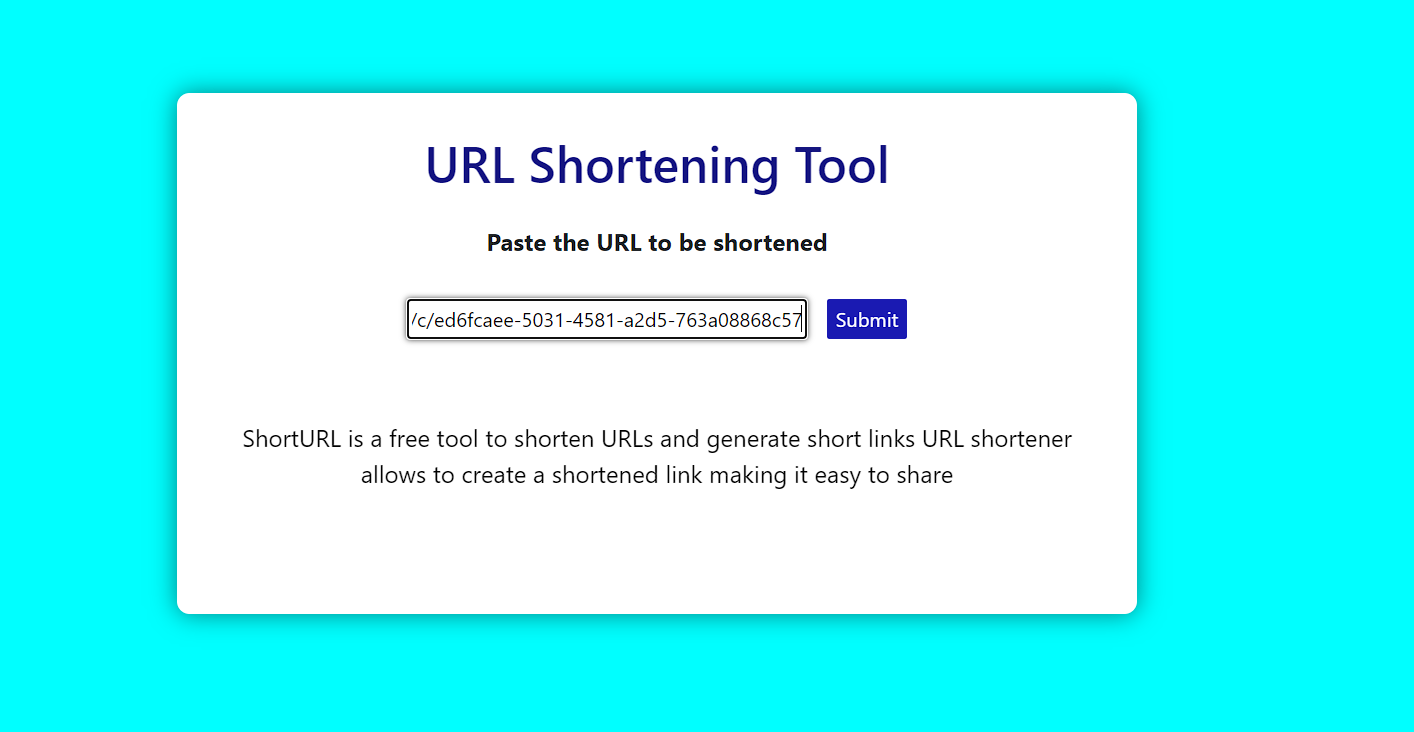 URL Shortening Tool
Paste the URL to be shortened
/c/ed6fcaee-5031-4581-a2d5-763a08868c57
Submit
ShortURL is a free tool to shorten URLs and generate short links URL shortener
allows to create a shortened link making it easy to share